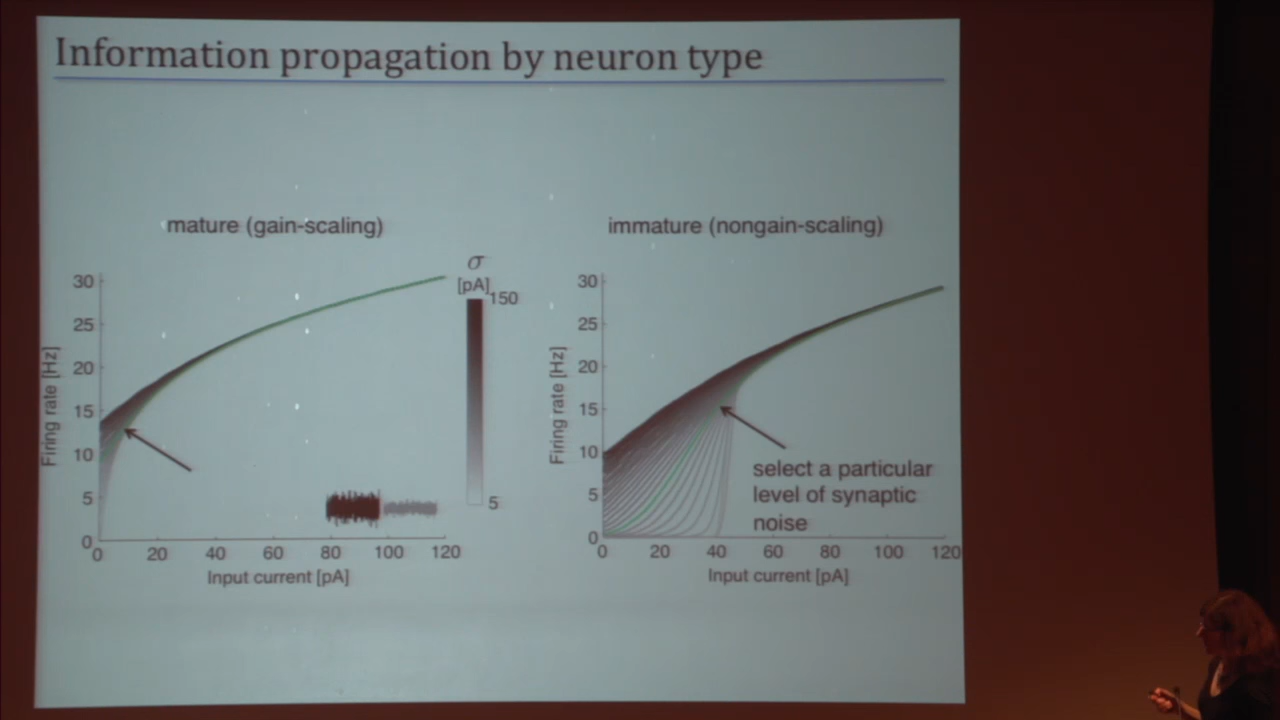 Information propagation by neuron type
mature (gain-scaling)
immature (nongain-scaling)
σ
[pA]
150
5
Firing rate [Hz]
30
25
20
15
10
5
0
0 20 40 60 80 100 120
Input current [pA]
Firing rate [Hz]
30
25
20
15
10
5
0
0 20 40 60 80 100 120
Input current [pA]
select a particular
level of synaptic
noise